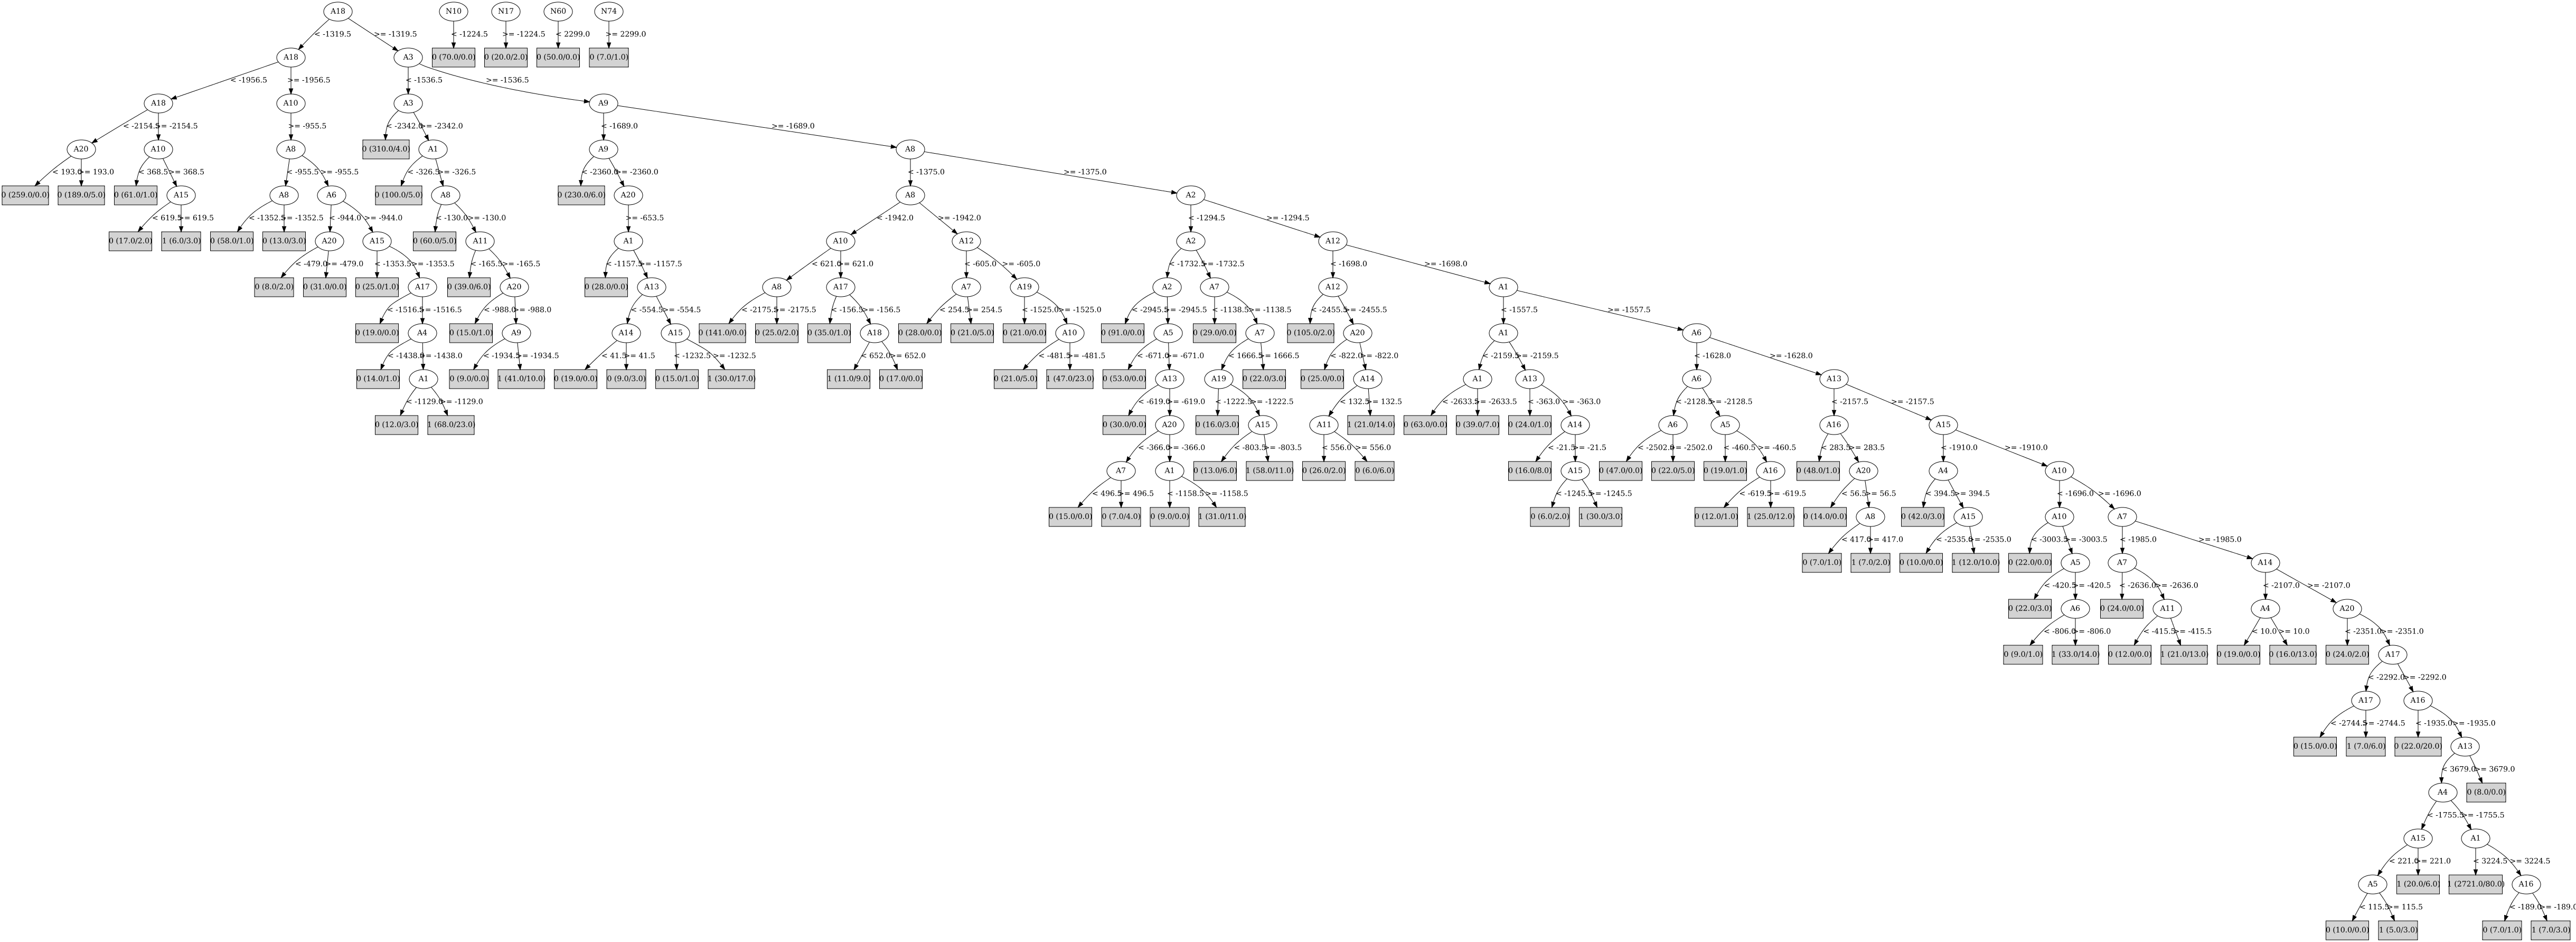 A18 N10 N17 N60 N74
< -1319.5 >= -1319.5 < -1224.5 >= -1224.5 < 2299.0 >= 2299.0
A18 A3 0 (70.0/0.0) 0 (20.0/2.0) 0 (50.0/0.0) 0 (7.0/1.0)
< -1956.5 >= -1956.5 < -1536.5 >= -1536.5
A18 A10 A3 A9
< -2154.5 >= -2154.5 >= -955.5 < -2342.0 >= -2342.0 < -1689.0 >= -1689.0
A20 A10 A8 0 (310.0/4.0) A1 A9 A8
< 193.0 >= 193.0 < 368.5 >= 368.5 < -955.5 >= -955.5 < -326.5 >= -326.5 < -2360.0 >= -2360.0 < -1375.0 >= -1375.0
0 (259.0/0.0) 0 (189.0/5.0) 0 (61.0/1.0) A15 A8 A6 0 (100.0/5.0) A8 0 (230.0/6.0) A20 A8 A2
< 619.5 >= 619.5 < -1352.5 >= -1352.5 < -944.0 >= -944.0 < -130.0 >= -130.0 >= -653.5 < -1942.0 >= -1942.0 < -1294.5 >= -1294.5
0 (17.0/2.0) 1 (6.0/3.0) 0 (58.0/1.0) 0 (13.0/3.0) A20 A15 0 (60.0/5.0) A11 A1 A10 A12 A2 A12
< -479.0 >= -479.0 < -1353.5 >= -1353.5 < -165.5 >= -165.5 < -1157.5 >= -1157.5 < 621.0 >= 621.0 < -605.0 >= -605.0 < -1732.5 >= -1732.5 < -1698.0 >= -1698.0
0 (8.0/2.0) 0 (31.0/0.0) 0 (25.0/1.0) A17 0 (39.0/6.0) A20 0 (28.0/0.0) A13 A8 A17 A7 A19 A2 A7 A12 A1
< -1516.5 >= -1516.5 < -988.0 >= -988.0 < -554.5 >= -554.5 < -2175.5 >= -2175.5 < -156.5 >= -156.5 < 254.5 >= 254.5 < -1525.0 >= -1525.0 < -2945.5 >= -2945.5 < -1138.5 >= -1138.5 < -2455.5 >= -2455.5 < -1557.5 >= -1557.5
0 (19.0/0.0) A4 0 (15.0/1.0) A9 A14 A15 0 (141.0/0.0) 0 (25.0/2.0) 0 (35.0/1.0) A18 0 (28.0/0.0) 0 (21.0/5.0) 0 (21.0/0.0) A10 0 (91.0/0.0) A5 0 (29.0/0.0) A7 0 (105.0/2.0) A20 A1 A6
< -1438.0 >= -1438.0 < -1934.5 >= -1934.5 < 41.5 >= 41.5 < -1232.5 >= -1232.5 < 652.0 >= 652.0 < -481.5 >= -481.5 < -671.0 >= -671.0 < 1666.5 >= 1666.5 < -822.0 >= -822.0 < -2159.5 >= -2159.5 < -1628.0 >= -1628.0
0 (14.0/1.0) A1 0 (9.0/0.0) 1 (41.0/10.0) 0 (19.0/0.0) 0 (9.0/3.0) 0 (15.0/1.0) 1 (30.0/17.0) 1 (11.0/9.0) 0 (17.0/0.0) 0 (21.0/5.0) 1 (47.0/23.0) 0 (53.0/0.0) A13 A19 0 (22.0/3.0) 0 (25.0/0.0) A14 A1 A13 A6 A13
< -1129.0 >= -1129.0 < -619.0 >= -619.0 < -1222.5 >= -1222.5 < 132.5 >= 132.5 < -2633.5 >= -2633.5 < -363.0 >= -363.0 < -2128.5 >= -2128.5 < -2157.5 >= -2157.5
0 (12.0/3.0) 1 (68.0/23.0) 0 (30.0/0.0) A20 0 (16.0/3.0) A15 A11 1 (21.0/14.0) 0 (63.0/0.0) 0 (39.0/7.0) 0 (24.0/1.0) A14 A6 A5 A16 A15
< -366.0 >= -366.0 < -803.5 >= -803.5 < 556.0 >= 556.0 < -21.5 >= -21.5 < -2502.0 >= -2502.0 < -460.5 >= -460.5 < 283.5 >= 283.5 < -1910.0 >= -1910.0
A7 A1 0 (13.0/6.0) 1 (58.0/11.0) 0 (26.0/2.0) 0 (6.0/6.0) 0 (16.0/8.0) A15 0 (47.0/0.0) 0 (22.0/5.0) 0 (19.0/1.0) A16 0 (48.0/1.0) A20 A4 A10
< 496.5 >= 496.5 < -1158.5 >= -1158.5 < -1245.5 >= -1245.5 < -619.5 >= -619.5 < 56.5 >= 56.5 < 394.5 >= 394.5 < -1696.0 >= -1696.0
0 (15.0/0.0) 0 (7.0/4.0) 0 (9.0/0.0) 1 (31.0/11.0) 0 (6.0/2.0) 1 (30.0/3.0) 0 (12.0/1.0) 1 (25.0/12.0) 0 (14.0/0.0) A8 0 (42.0/3.0) A15 A10 A7
< 417.0 >= 417.0 < -2535.0 >= -2535.0 < -3003.5 >= -3003.5 < -1985.0 >= -1985.0
0 (7.0/1.0) 1 (7.0/2.0) 0 (10.0/0.0) 1 (12.0/10.0) 0 (22.0/0.0) A5 A7 A14
< -420.5 >= -420.5 < -2636.0 >= -2636.0 < -2107.0 >= -2107.0
0 (22.0/3.0) A6 0 (24.0/0.0) A11 A4 A20
< -806.0 >= -806.0 < -415.5 >= -415.5 < 10.0 >= 10.0 < -2351.0 >= -2351.0
0 (9.0/1.0) 1 (33.0/14.0) 0 (12.0/0.0) 1 (21.0/13.0) 0 (19.0/0.0) 0 (16.0/13.0) 0 (24.0/2.0) A17
< -2292.0 >= -2292.0
A17 A16
< -2744.5 >= -2744.5 < -1935.0 >= -1935.0
0 (15.0/0.0) 1 (7.0/6.0) 0 (22.0/20.0) A13
< 3679.0 >= 3679.0
A4 0 (8.0/0.0)
< -1755.5 >= -1755.5
A15 A1
< 221.0 >= 221.0 < 3224.5 >= 3224.5
A5 1 (20.0/6.0) 1 (2721.0/80.0) A16
< 115.5 >= 115.5 < -189.0 >= -189.0
0 (10.0/0.0) 1 (5.0/3.0) 0 (7.0/1.0) 1 (7.0/3.0)